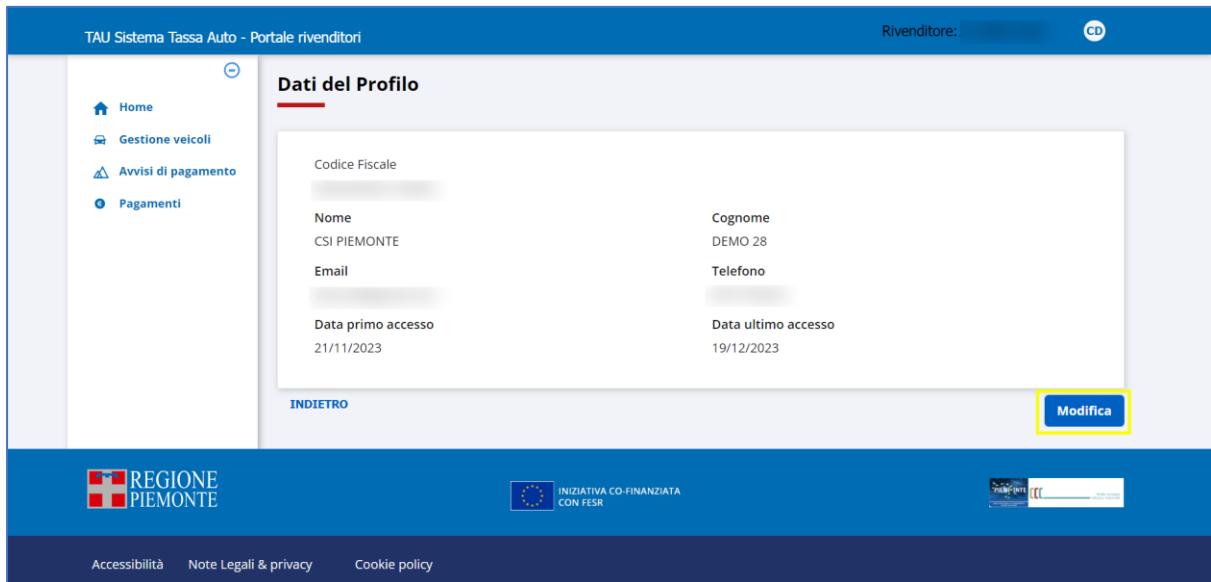 TAU Sistema Tassa Auto - Portale rivenditori
Rivenditore:
CD
Home
Gestione veicoli
Avvisi di pagamento
Pagamenti
Dati del Profilo
Codice Fiscale
Nome
Cognome
CSI PIEMONTE
DEMO 28
Email
Telefono
Data primo accesso
Data ultimo accesso
21/11/2023
19/12/2023
INDIETRO
Modifica
REGIONE
PIEMONTE
INIZIATIVA CO-FINANZIATA
CON FESR
Accessibilità
Note Legali & privacy
Cookie policy